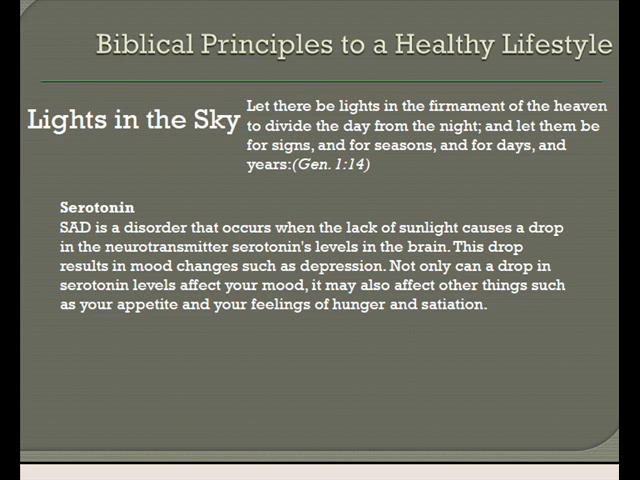 Biblical Principles to a Healthy Lifestyle
Lights in the Sky
Let there be lights in the firmament of the heaven
to divide the day from the night; and let them be
for signs, and for seasons, and for days, and
years:(Gen. 1:14)
Serotonin
SAD is a disorder that occurs when the lack of sunlight causes a drop
in the neurotransmitter serotonin's levels in the brain. This drop
results in mood changes such as depression. Not only can a drop in
serotonin levels affect your mood, it may also affect other things such
as your appetite and your feelings of hunger and satiation.